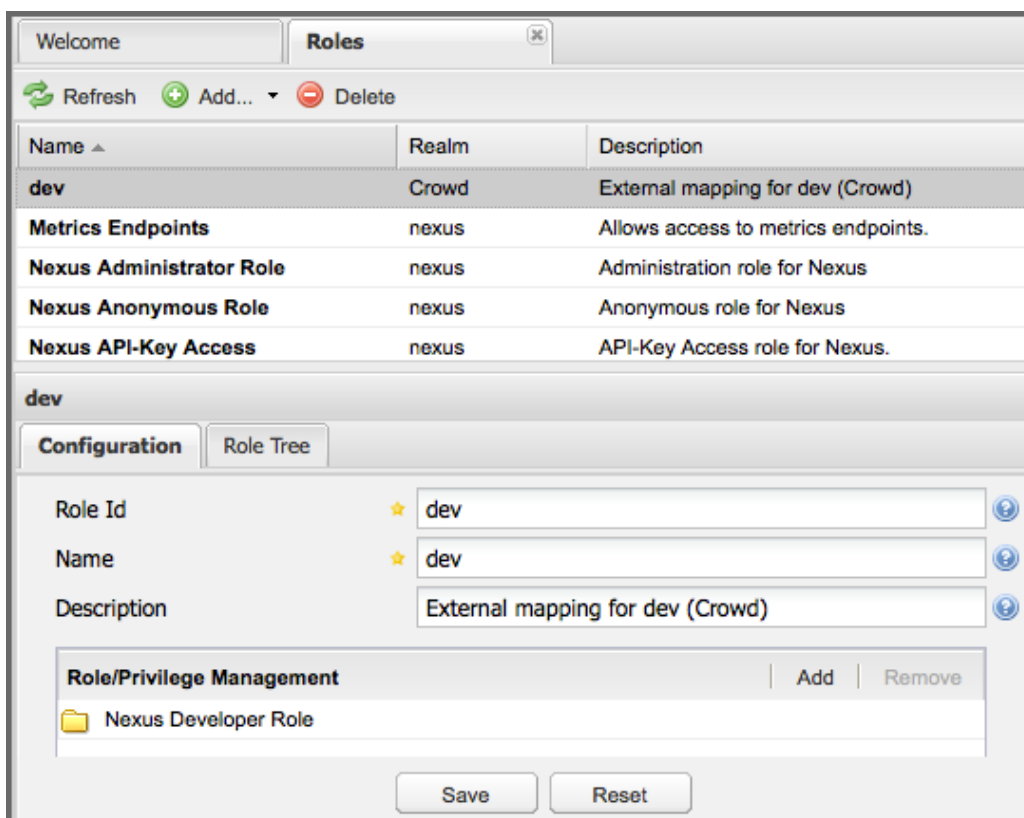 Welcome Roles
Refresh Add... Delete
Name Realm Description
dev Crowd External mapping for dev (Crowd)
Metrics Endpoints nexus Allows access to metrics endpoints.
Nexus Administrator Role nexus Administration role for Nexus
Nexus Anonymous Role nexus Anonymous role for Nexus
Nexus API-Key Access nexus API-Key Access role for Nexus.
dev
Configuration Role Tree
Role Id dev
Name dev
Description External mapping for dev (Crowd)
Role/Privilege Management Add Remove
Nexus Developer Role
Save Reset